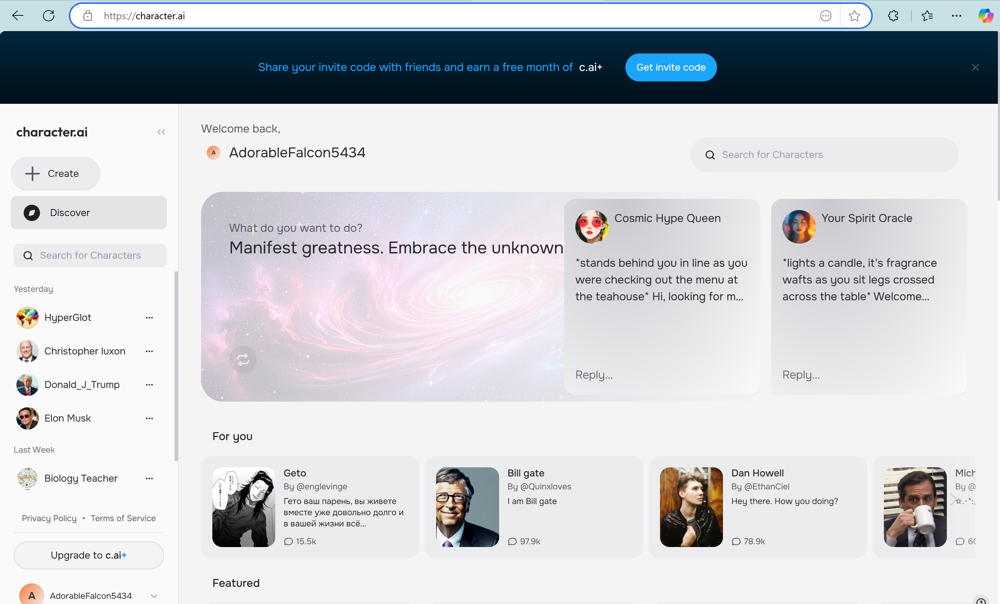 https://character.ai
Share your invite code with friends and earn a free month of c.ai+
Get invite code
character.ai
Create
Discover
Search for Characters
Yesterday
HyperGlot
Christopher luxon
Donald_J_Trump
Elon Musk
Last Week
Biology Teacher
Privacy Policy • Terms of Service
Upgrade to c.ai+
A
AdorableFalcon5434
Welcome back,
A
AdorableFalcon5434
Search for Characters
What do you want to do?
Manifest greatness. Embrace the unknown
Cosmic Hype Queen
*stands behind you in line as you
were checking out the menu at
the teahouse* Hi, looking for m...
Reply...
Your Spirit Oracle
*lights a candle, it's fragrance
wafts as you sit legs crossed
across the table* Welcome...
Reply...
For you
Geto
By @englevinge
Гето ваш парень, вы живете
вместе уже довольно долго и
в вашей жизни всё...
15.5k
Bill gate
By @Quinxloves
I am Bill gate
97.9k
Dan Howell
By @EthanCiel
Hey there. How you doing?
78.9k
Mich
By @
Featured
BIOLOGY